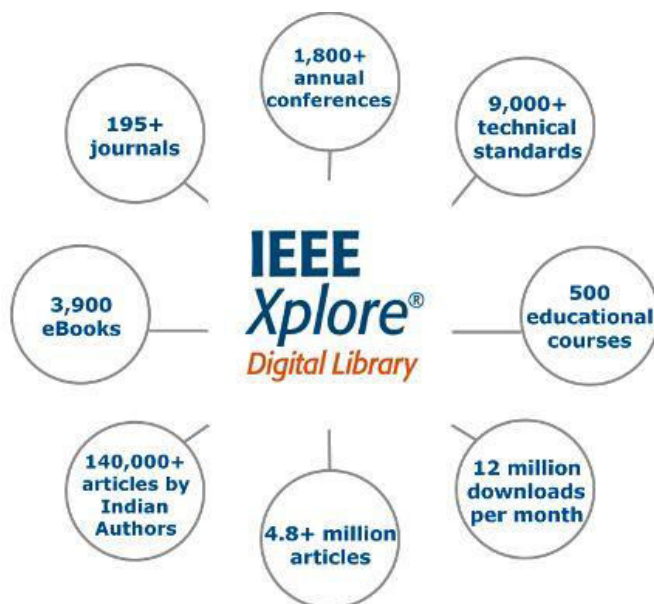 1,800+
annual
conferences
195+
journals
9,000+
technical
standards
IEEE
Xplore®
Digital Library
3,900
eBooks
500
educational
courses
140,000+
articles by
Indian
Authors
4.8+ million
articles
12 million
downloads
per month